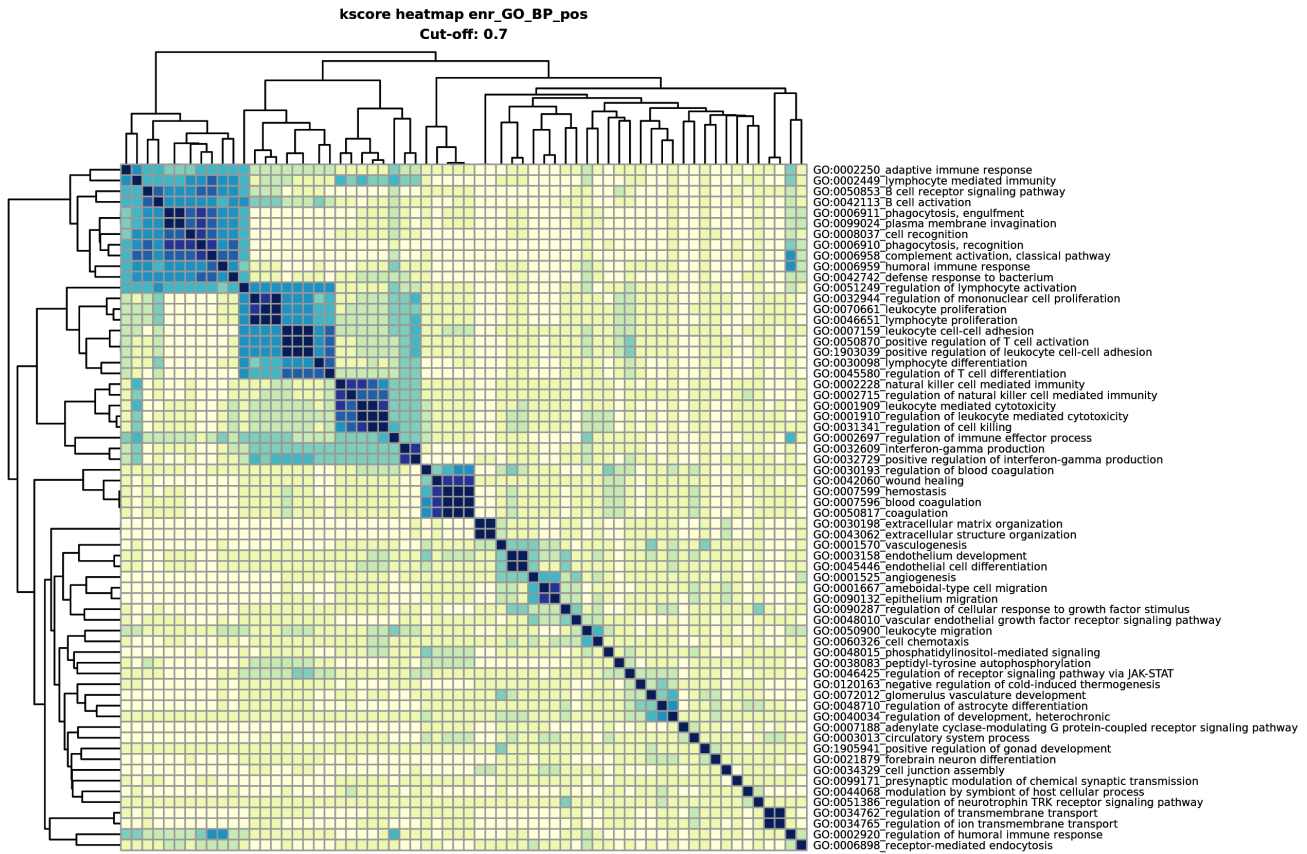 kscore heatmap enr_GO_BP_pos
Cut-off: 0.7
GO:0002250_adaptive immune response
GO:0002449_lymphocyte mediated immunity
GO:0050853_B cell receptor signaling pathway
GO:0042113_B cell activation
GO:0006911_phagocytosis, engulfment
GO:0099024_plasma membrane invagination
GO:0008037_cell recognition
GO:0006910_phagocytosis, recognition
GO:0006958_complement activation, classical pathway
GO:0006959_humoral immune response
GO:0042742_defense response to bacterium
GO:0051249_regulation of lymphocyte activation
GO:0032944_regulation of mononuclear cell proliferation
GO:0070661_leukocyte proliferation
GO:0046651_lymphocyte proliferation
GO:0007159_leukocyte cell-cell adhesion
GO:0050870_positive regulation of T cell activation
GO:1903039_positive regulation of leukocyte cell-cell adhesion
GO:0030098_lymphocyte differentiation
GO:0045580_regulation of T cell differentiation
GO:0002228_natural killer cell mediated immunity
GO:0002715_regulation of natural killer cell mediated immunity
GO:0001909_leukocyte mediated cytotoxicity
GO:0001910_regulation of leukocyte mediated cytotoxicity
GO:0031341_regulation of cell killing
GO:0002697_regulation of immune effector process
GO:0032609_interferon-gamma production
GO:0032729_positive regulation of interferon-gamma production
GO:0030193_regulation of blood coagulation
GO:0042060_wound healing
GO:0007599_hemostasis
GO:0007596_blood coagulation
GO:0050817_coagulation
GO:0030198_extracellular matrix organization
GO:0043062_extracellular structure organization
GO:0001570_vasculogenesis
GO:0003158_endothelium development
GO:0045446_endothelial cell differentiation
GO:0001525_angiogenesis
GO:0001667_ameboidal-type cell migration
GO:0090132_epithelium migration
GO:0090287_regulation of cellular response to growth factor stimulus
GO:0048010_vascular endothelial growth factor receptor signaling pathway
GO:0050900_leukocyte migration
GO:0060326_cell chemotaxis
GO:0048015_phosphatidylinositol-mediated signaling
GO:0038083_peptidyl-tyrosine autophosphorylation
GO:0046425_regulation of receptor signaling pathway via JAK-STAT
GO:0120163_negative regulation of cold-induced thermogenesis
GO:0072012_glomerulus vasculature development
GO:0048710_regulation of astrocyte differentiation
GO:0040034_regulation of development, heterochronic
GO:0007188_adenylate cyclase-modulating G protein-coupled receptor signaling pathway
GO:0003013_circulatory system process
GO:1905941_positive regulation of gonad development
GO:0021879_forebrain neuron differentiation
GO:0034329_cell junction assembly
GO:0099171_presynaptic modulation of chemical synaptic transmission
GO:0044068_modulation by symbiont of host cellular process
GO:0051386_regulation of neurotrophin TRK receptor signaling pathway
GO:0034762_regulation of transmembrane transport
GO:0034765_regulation of ion transmembrane transport
GO:0002920_regulation of humoral immune response
GO:0006898_receptor-mediated endocytosis